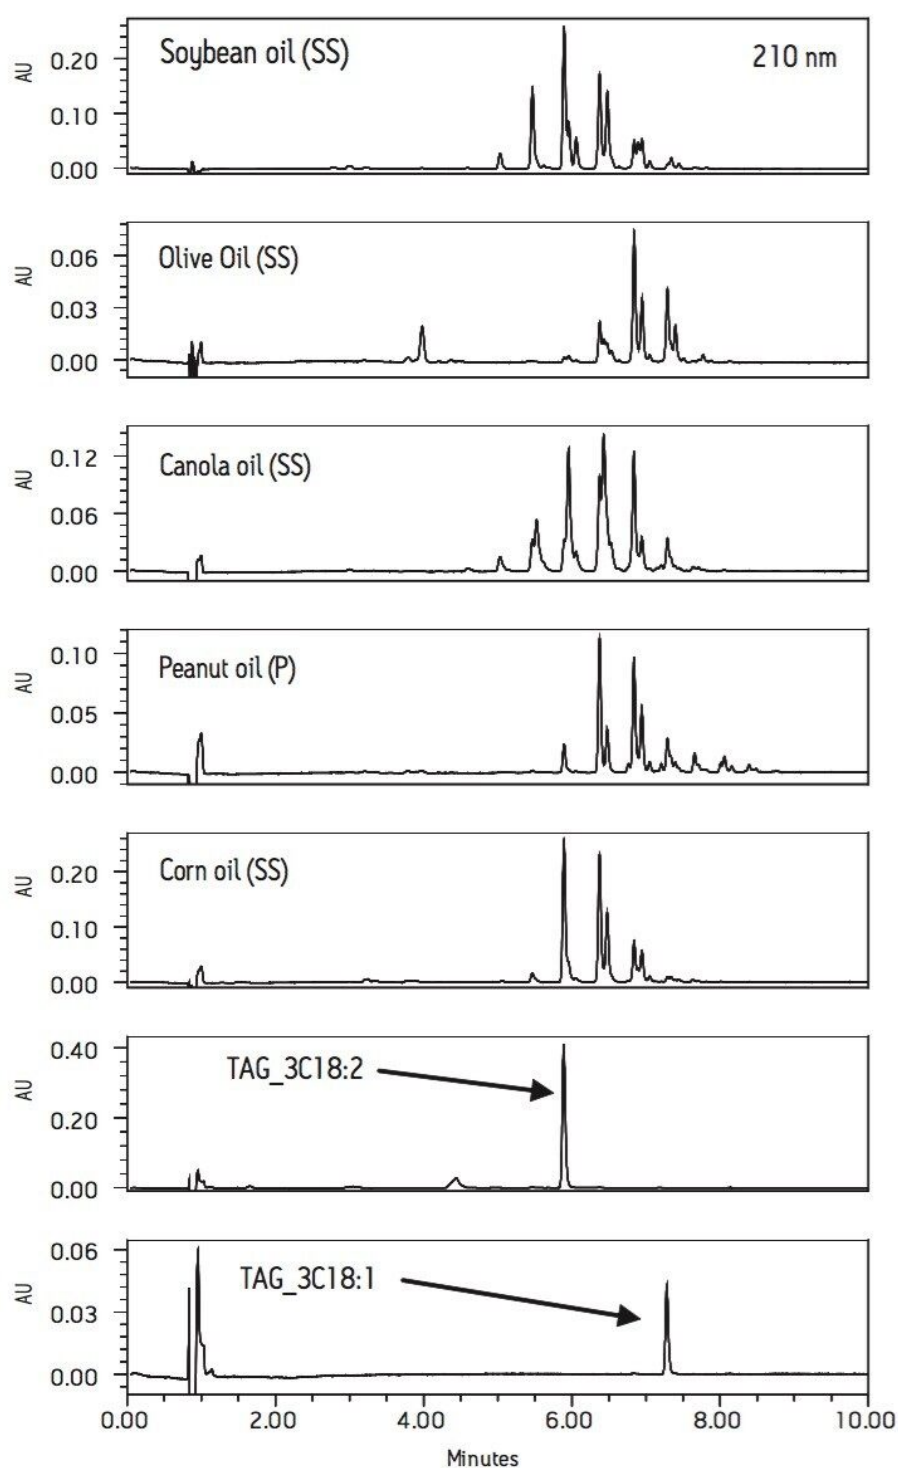 Soybean oil (SS)
210 nm
AU
0.20
0.10
0.00
Olive Oil (SS)
AU
0.06
0.03
0.00
Canola oil (SS)
AU
0.12
0.06
0.00
Peanut oil (P)
AU
0.10
0.05
0.00
Corn oil (SS)
AU
0.20
0.10
0.00
TAG_3C18:2
AU
0.40
0.20
0.00
TAG_3C18:1
AU
0.06
0.03
0.00
0.00 2.00 4.00 6.00 8.00 10.00
Minutes